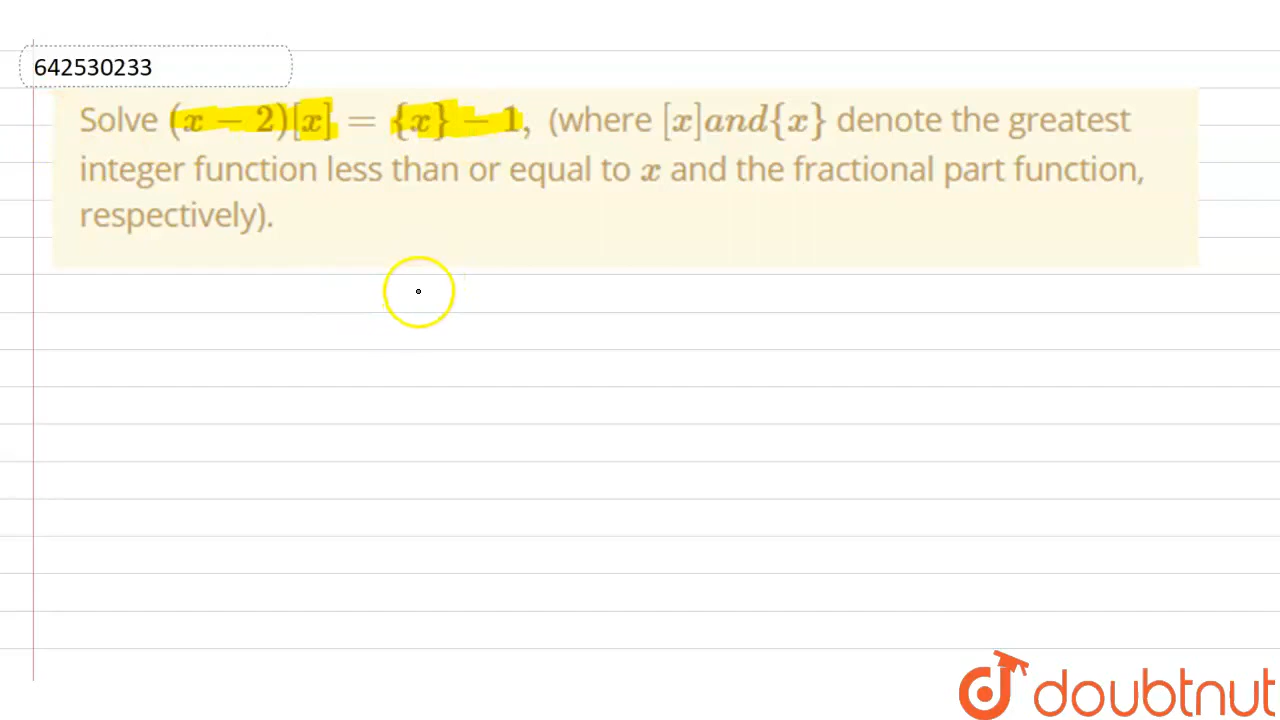 642530233
Solve (x − 2)[x] = {x} − 1, (where [x]and{x} denote the greatest
integer function less than or equal to x and the fractional part function,
respectively).
doubtnut